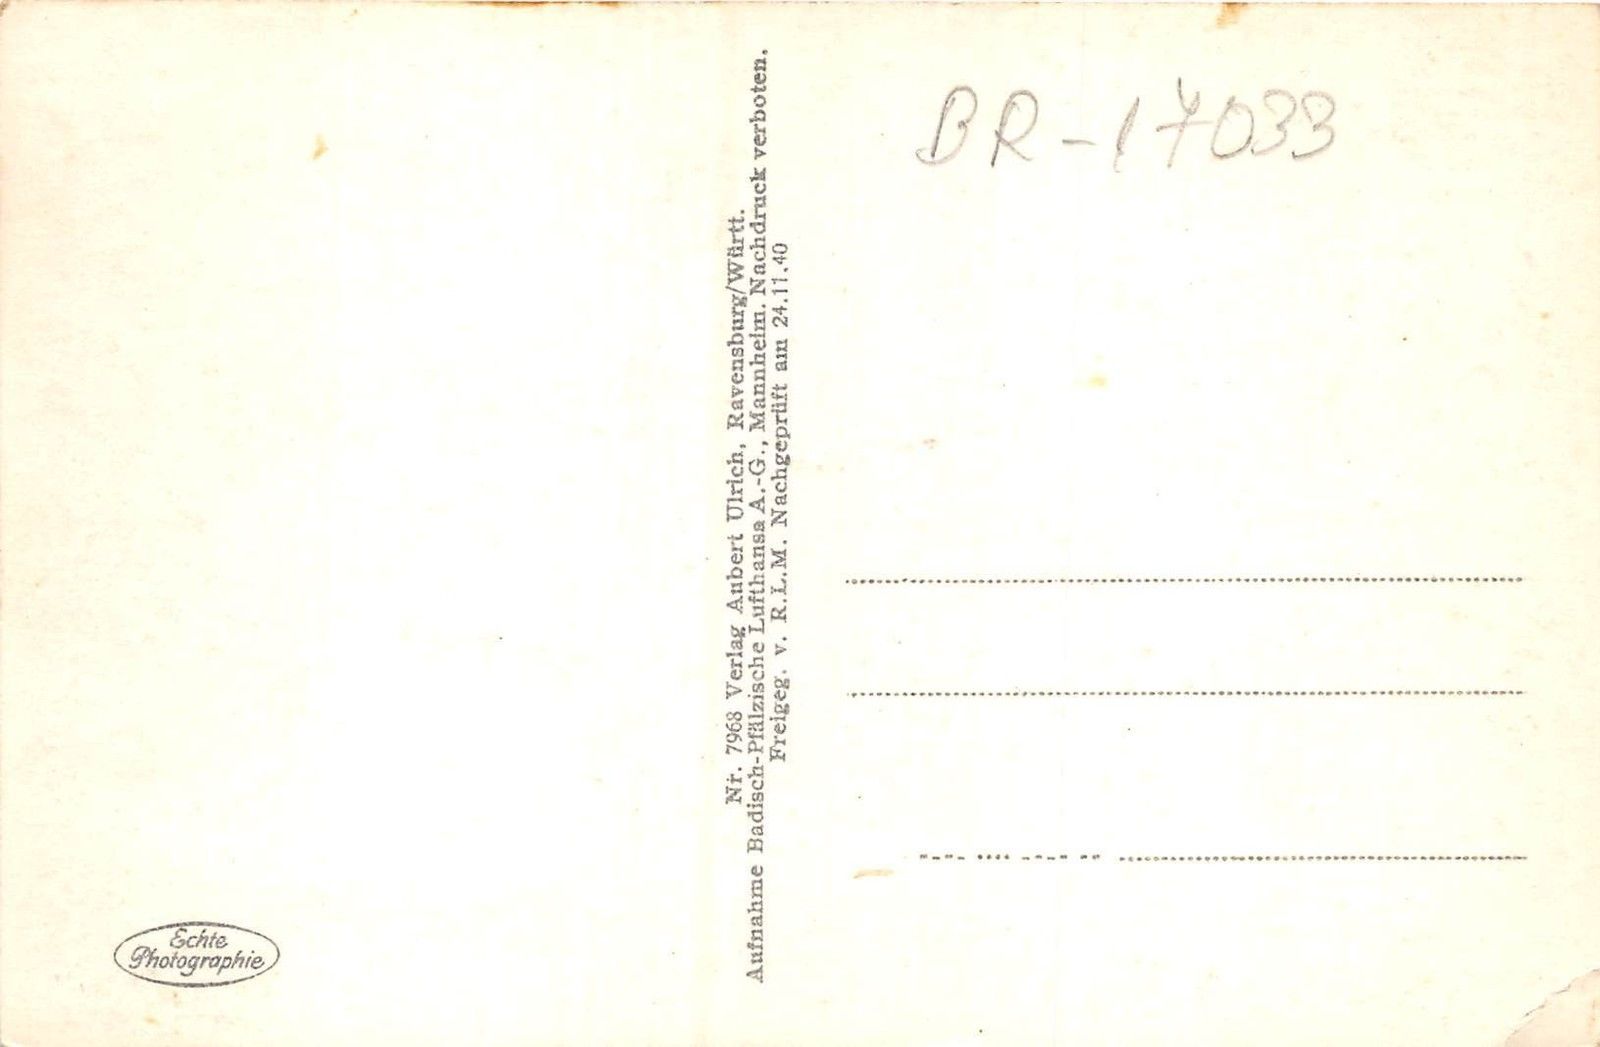 BR-17033
Nr. 7968 Verlag Aubert Ulrich, Ravensburg/Württ.
Aufnahme Badisch-Pfälzische Lufthansa A.-G., Mannheim. Nachdruck verboten.
Freigeg. v. R.L.M. Nachgeprüft am 24.11.40
Echte
Photographie